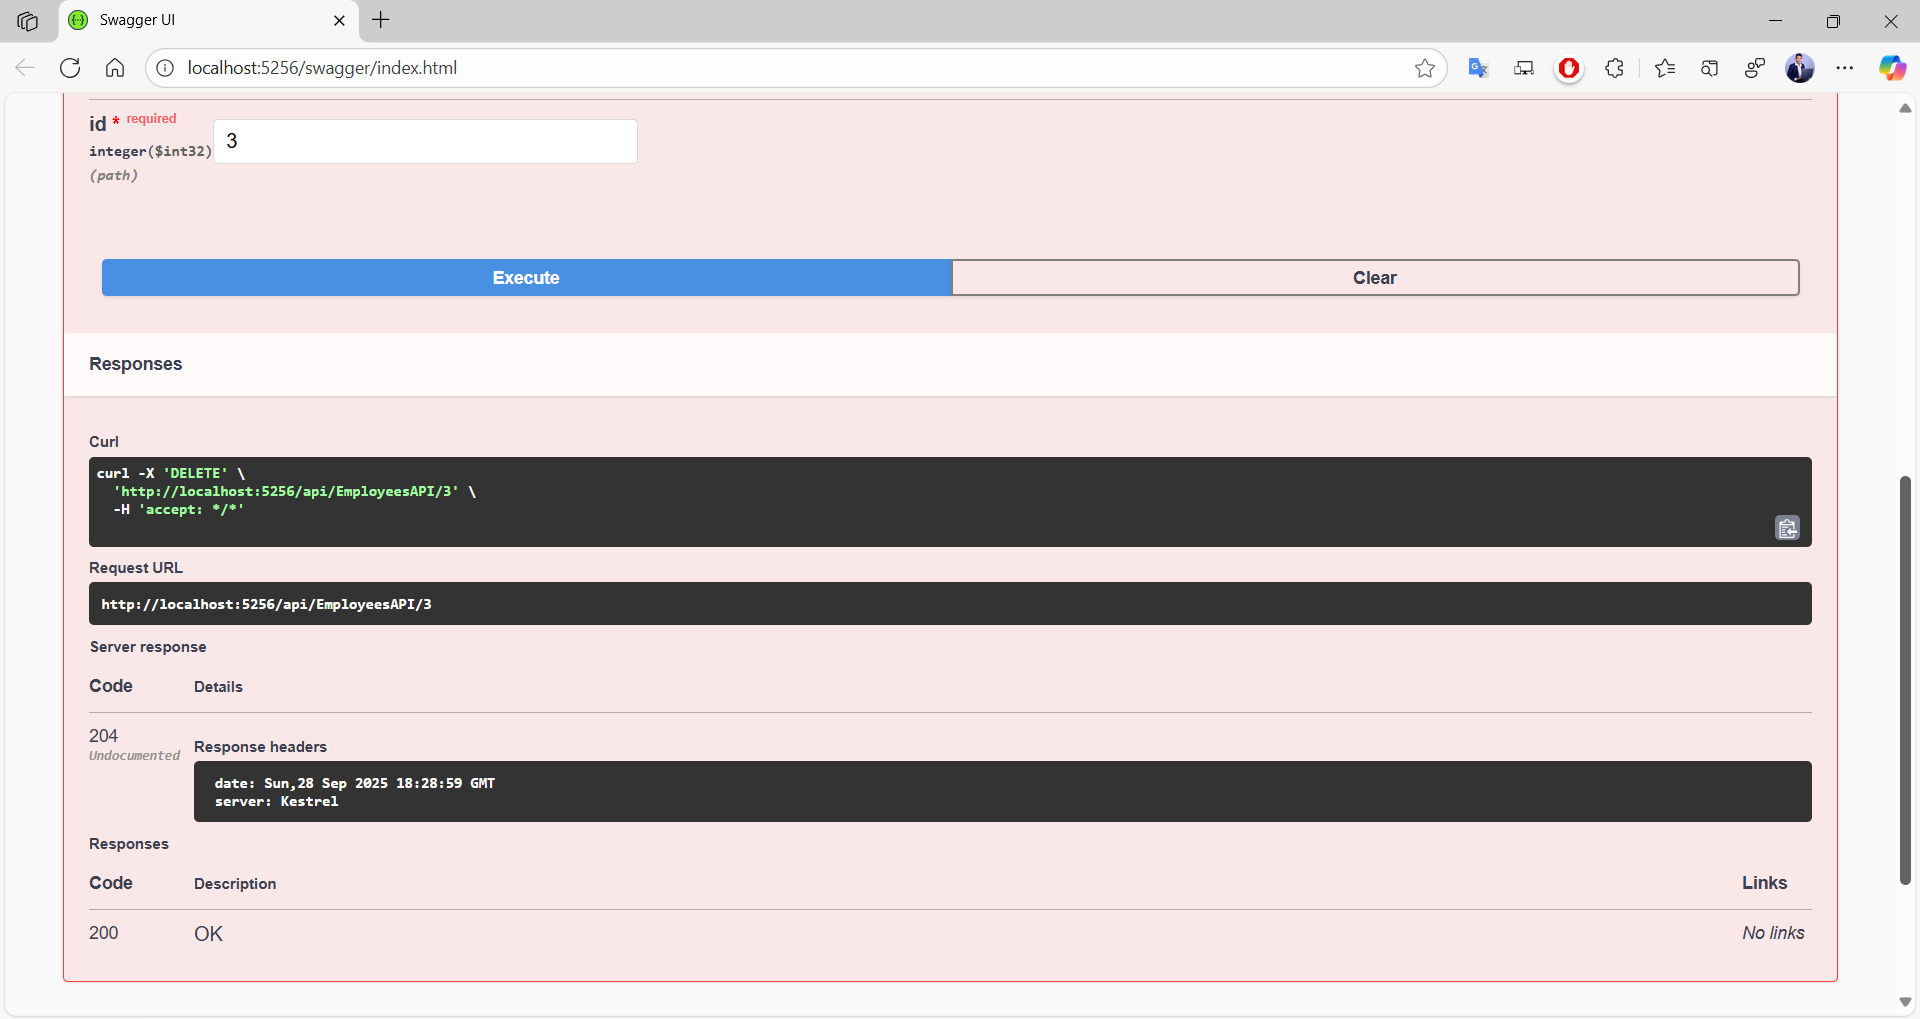 Swagger UI
localhost:5256/swagger/index.html
id * required
integer($int32)
(path)
3
Execute
Clear
Responses
Curl
curl -X 'DELETE' \
'http://localhost:5256/api/EmployeesAPI/3' \
-H 'accept: */*'
Request URL
http://localhost:5256/api/EmployeesAPI/3
Server response
Code Details
204
Undocumented
Response headers
date: Sun,28 Sep 2025 18:28:59 GMT
server: Kestrel
Responses
Code Description Links
200 OK No links